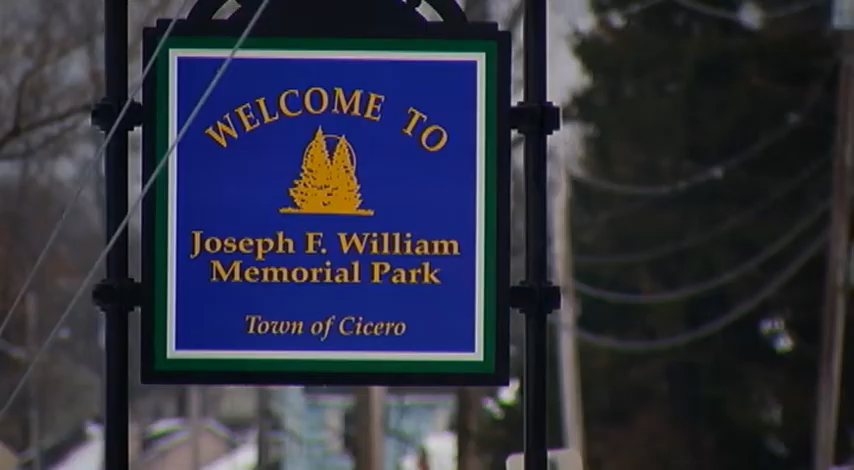 WELCOME TO
Joseph F. William
Memorial Park
Town of Cicero